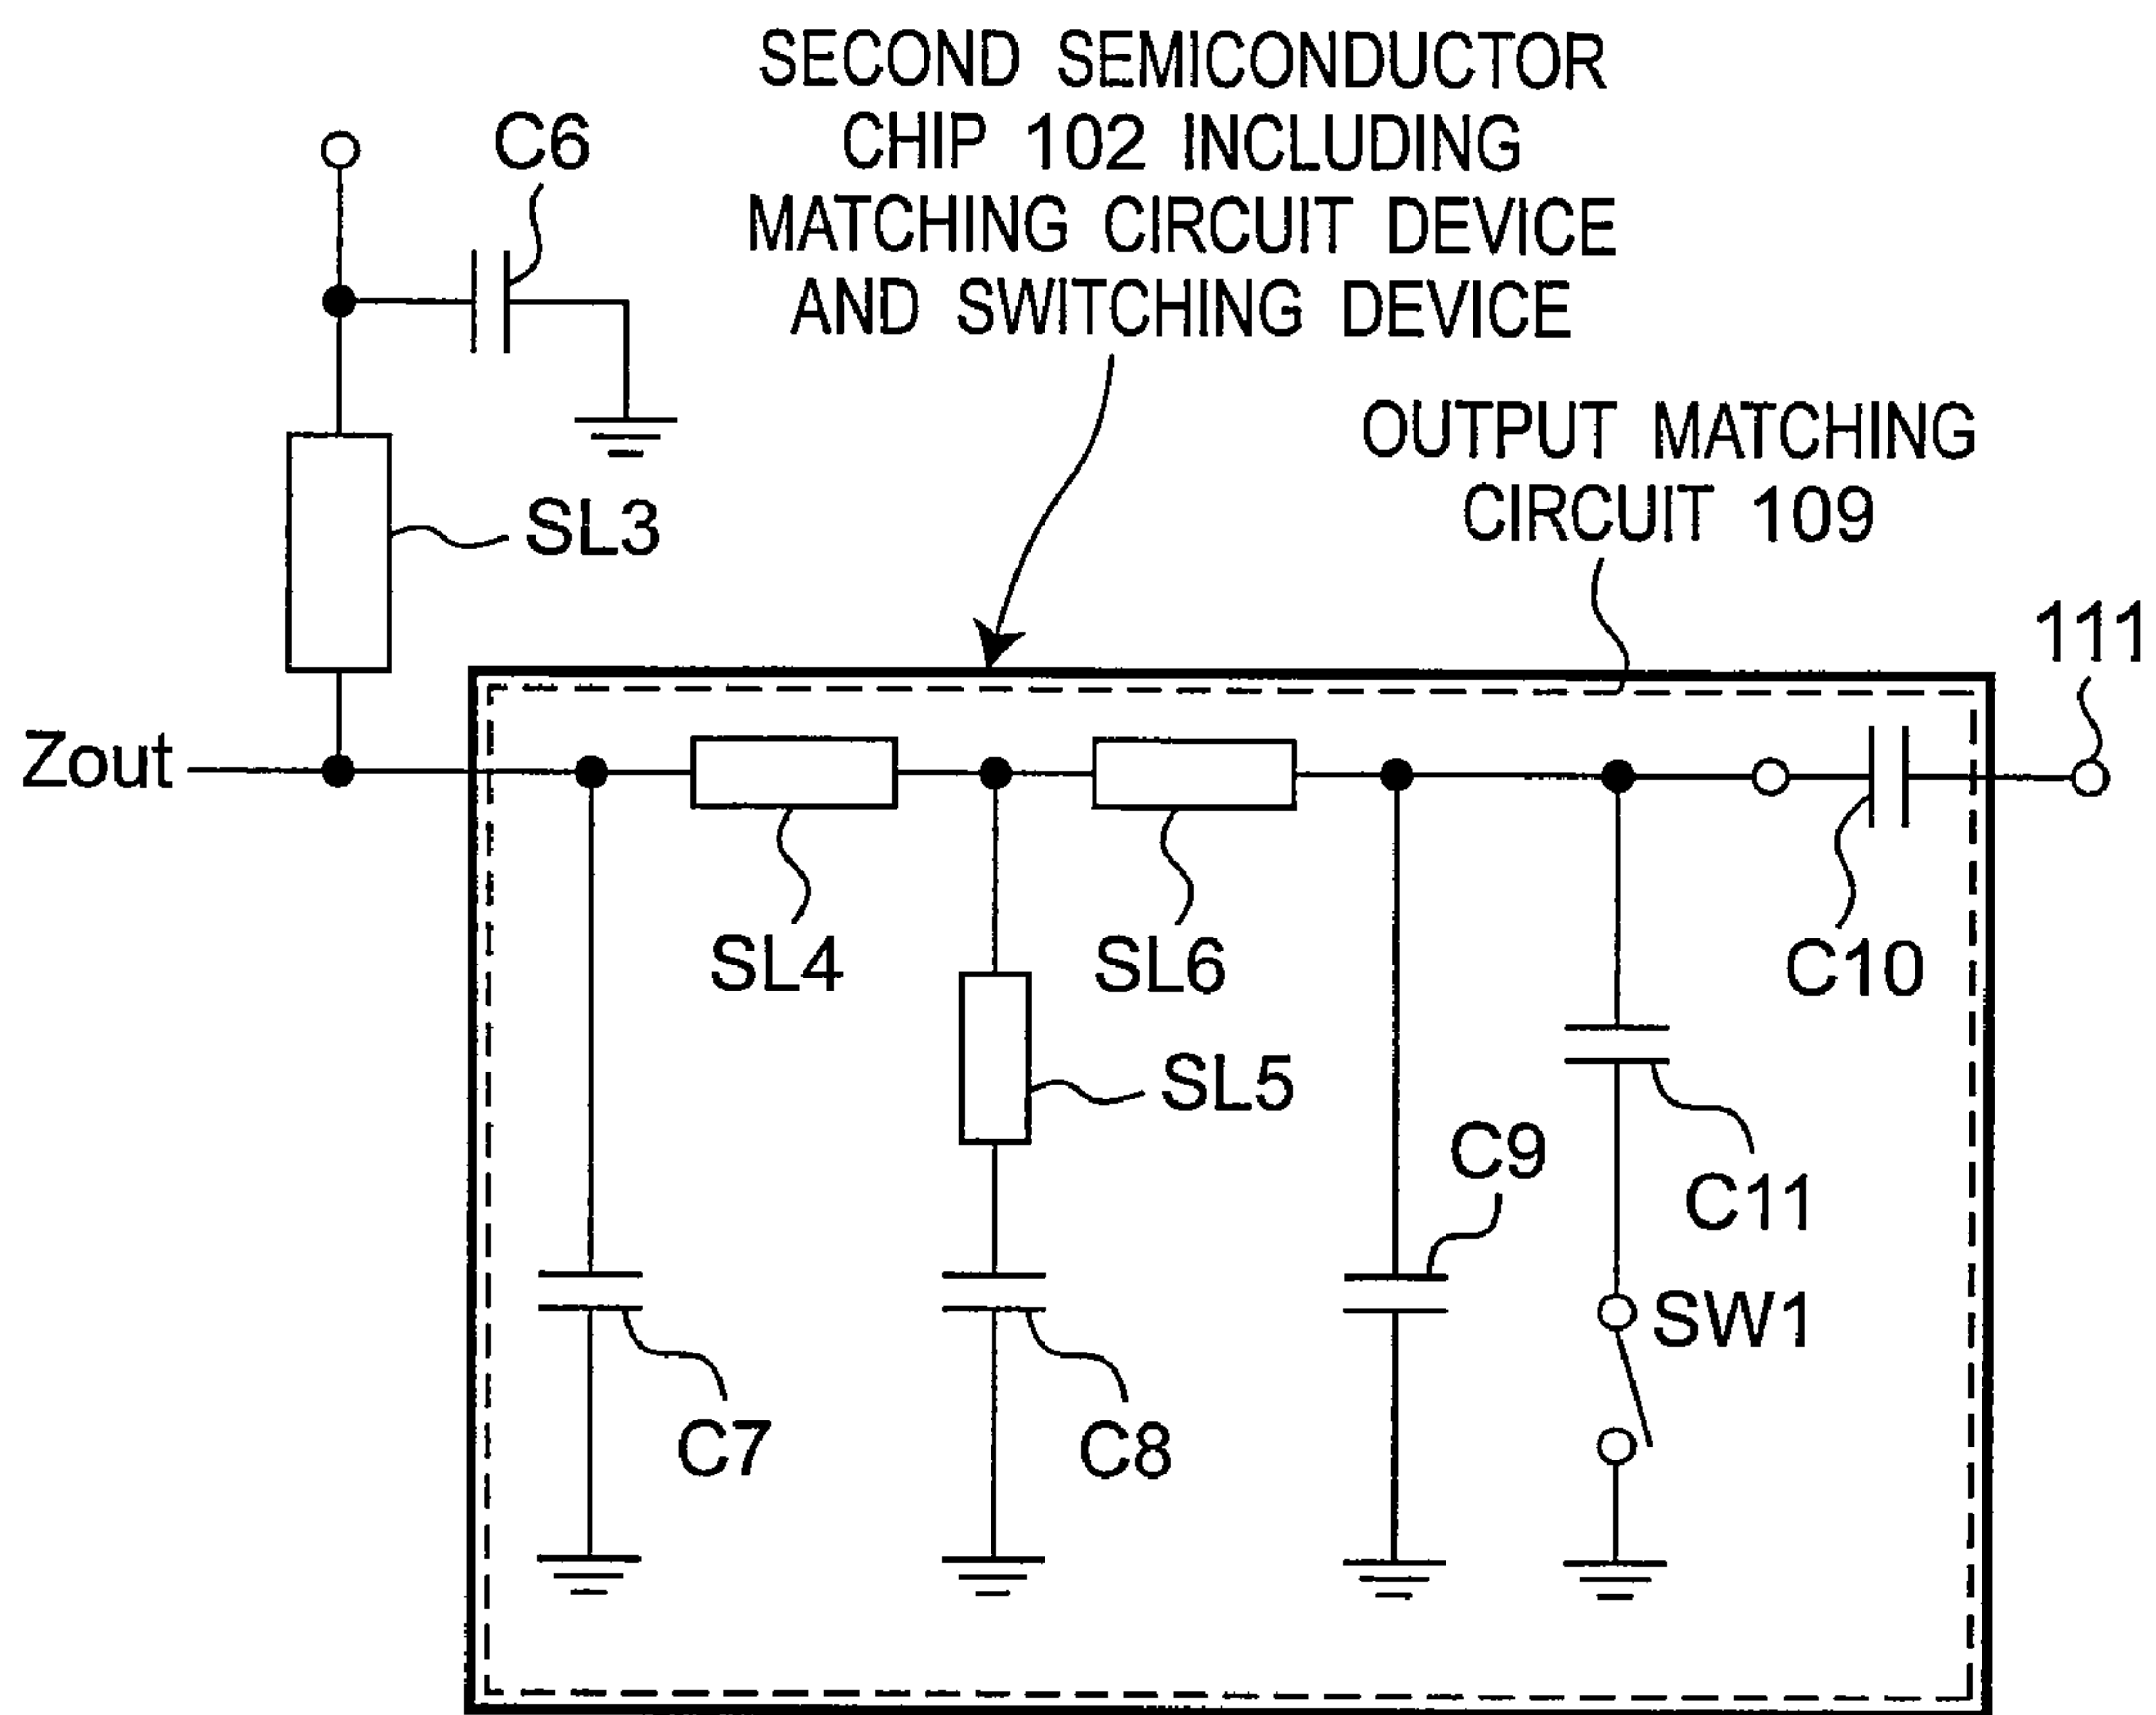 SECOND SEMICONDUCTOR
CHIP 102 INCLUDING
MATCHING CIRCUIT DEVICE
AND SWITCHING DEVICE
C6
OUTPUT MATCHING
CIRCUIT 109
SL3
111
Zout
SL4
SL6
C10
SL5
C9
C11
SW1
C7
C8